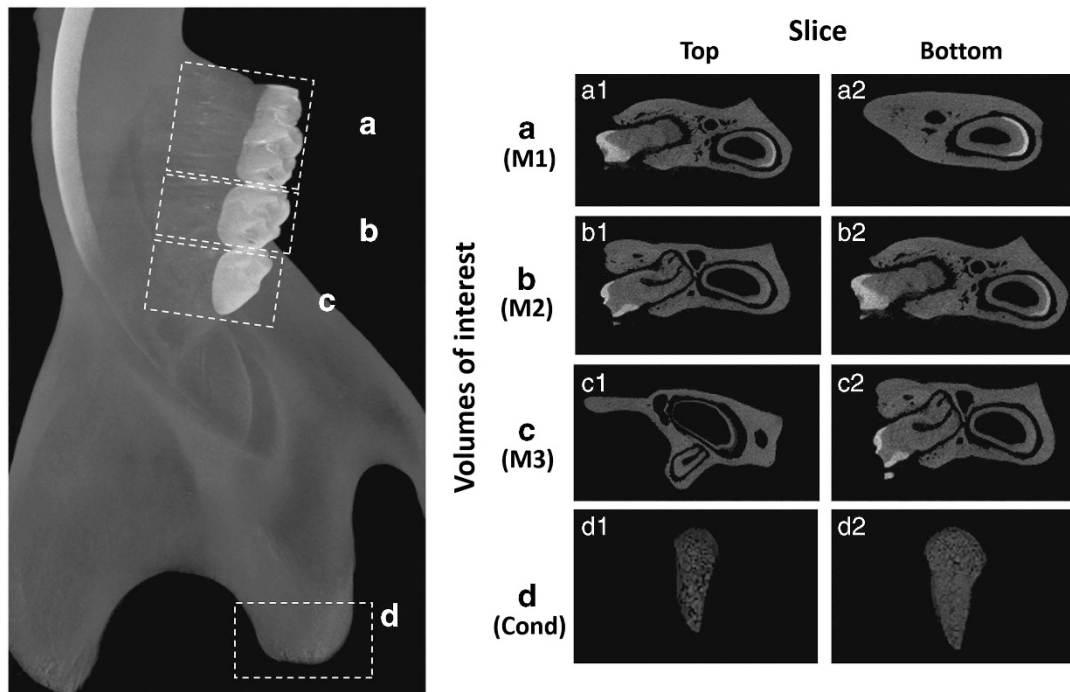 a
b
c
d
Slice
Top
Bottom
Volumes of interest
a
(M1)
a1
a2
b
(M2)
b1
b2
c
(M3)
c1
c2
d
(Cond)
d1
d2